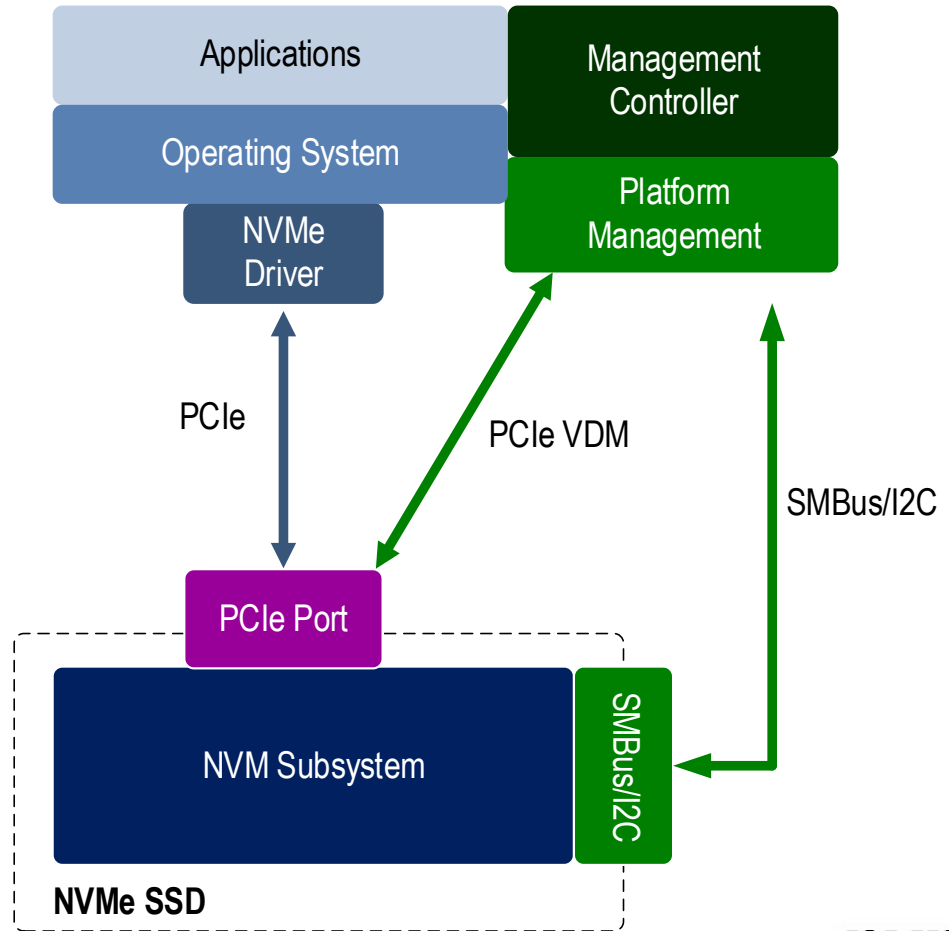 Applications
Management
Controller
Operating System
Platform
Management
NVMe
Driver
PCIe
PCIe VDM
SMBus/I2C
PCIe Port
NVM Subsystem
SMBus/I2C
NVMe SSD